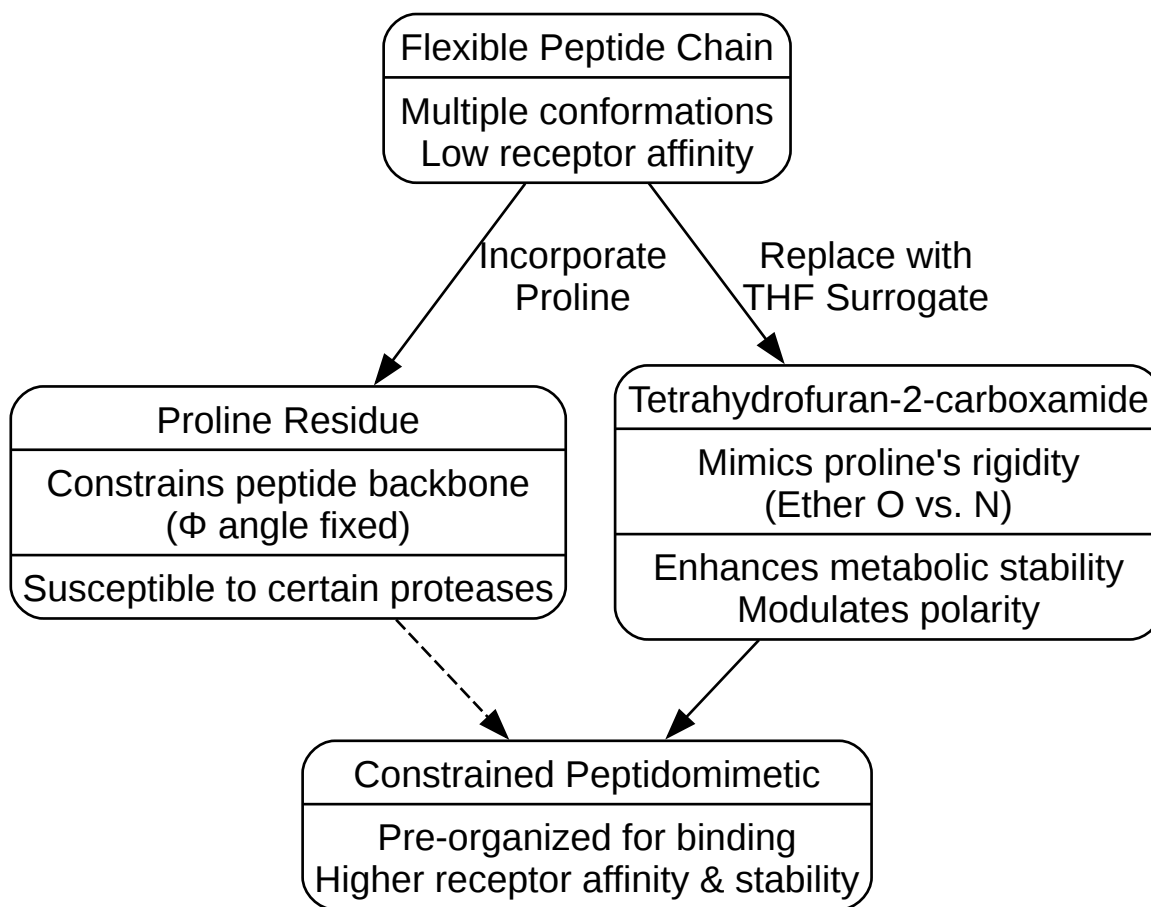 Flexible Peptide Chain
Multiple conformations
Low receptor affinity
Incorporate
Proline
Replace with
THF Surrogate
Proline Residue
Constrains peptide backbone
(Φ angle fixed)
Susceptible to certain proteases
Tetrahydrofuran-2-carboxamide
Mimics proline's rigidity
(Ether O vs. N)
Enhances metabolic stability
Modulates polarity
Constrained Peptidomimetic
Pre-organized for binding
Higher receptor affinity & stability